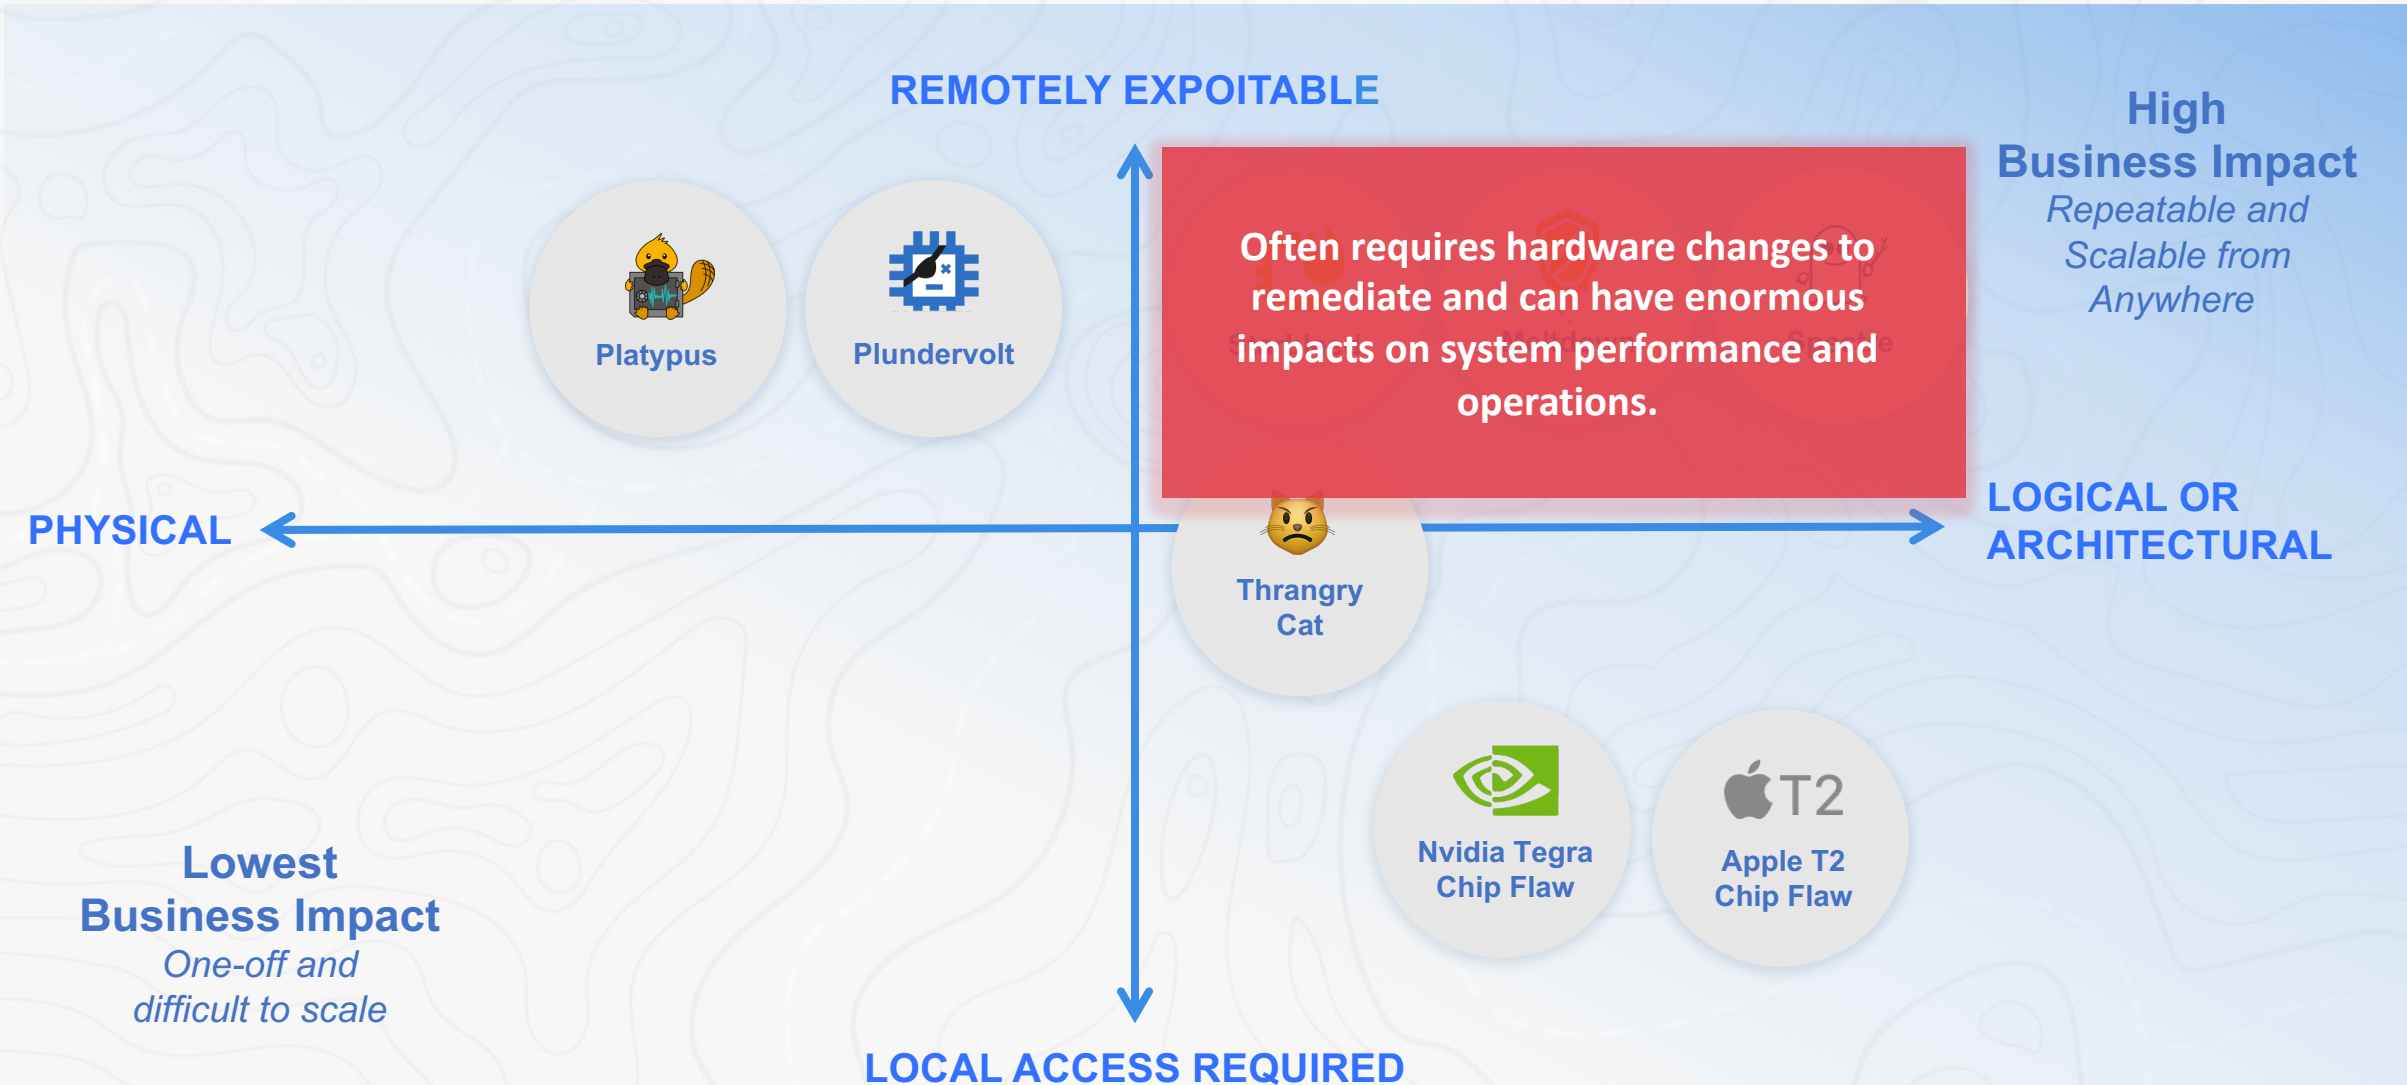 REMOTELY EXPOITABLE
High
Business Impact
Repeatable and
Scalable from
Anywhere
Often requires hardware changes to
remediate and can have enormous
impacts on system performance and
operations.
Platypus
Plundervolt
PHYSICAL
LOGICAL OR
ARCHITECTURAL
Thrangry
Cat
T2
Nvidia Tegra
Chip Flaw
Apple T2
Chip Flaw
Lowest
Business Impact
One-off and
difficult to scale
LOCAL ACCESS REQUIRED